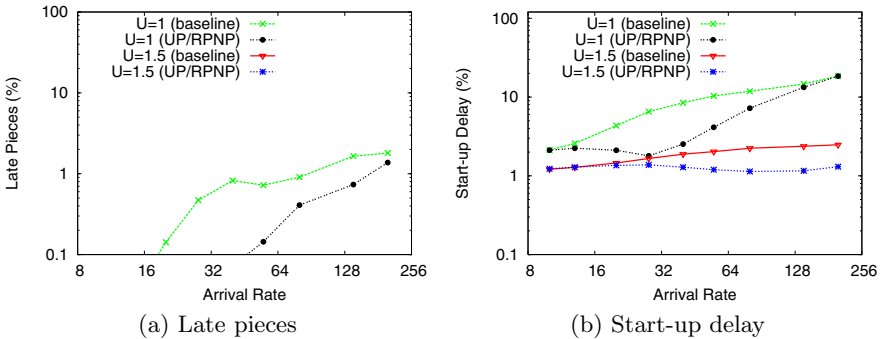 U=1 (baseline)
U=1 (UP/RPNP)
U=1.5 (baseline)
U=1.5 (UP/RPNP)
100
10
1
0.1
Late Pieces (%)
8 16 32 64 128 256
Arrival Rate
(a) Late pieces
U=1 (baseline)
U=1 (UP/RPNP)
U=1.5 (baseline)
U=1.5 (UP/RPNP)
100
10
1
0.1
Start-up Delay (%)
8 16 32 64 128 256
Arrival Rate
(b) Start-up delay